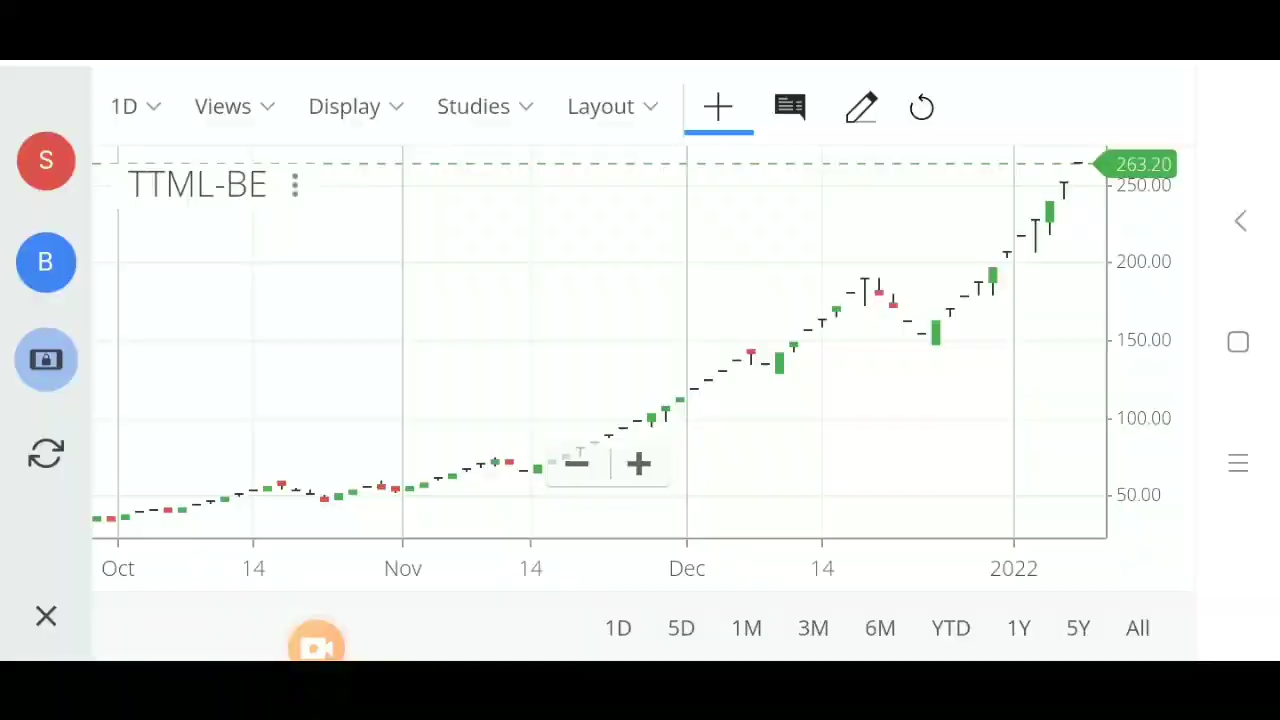 1D Views Display Studies Layout
S
TTML-BE
263.20
250.00
B
200.00
150.00
100.00
50.00
Oct 14 Nov 14 Dec 14 2022
1D 5D 1M 3M 6M YTD 1Y 5Y All